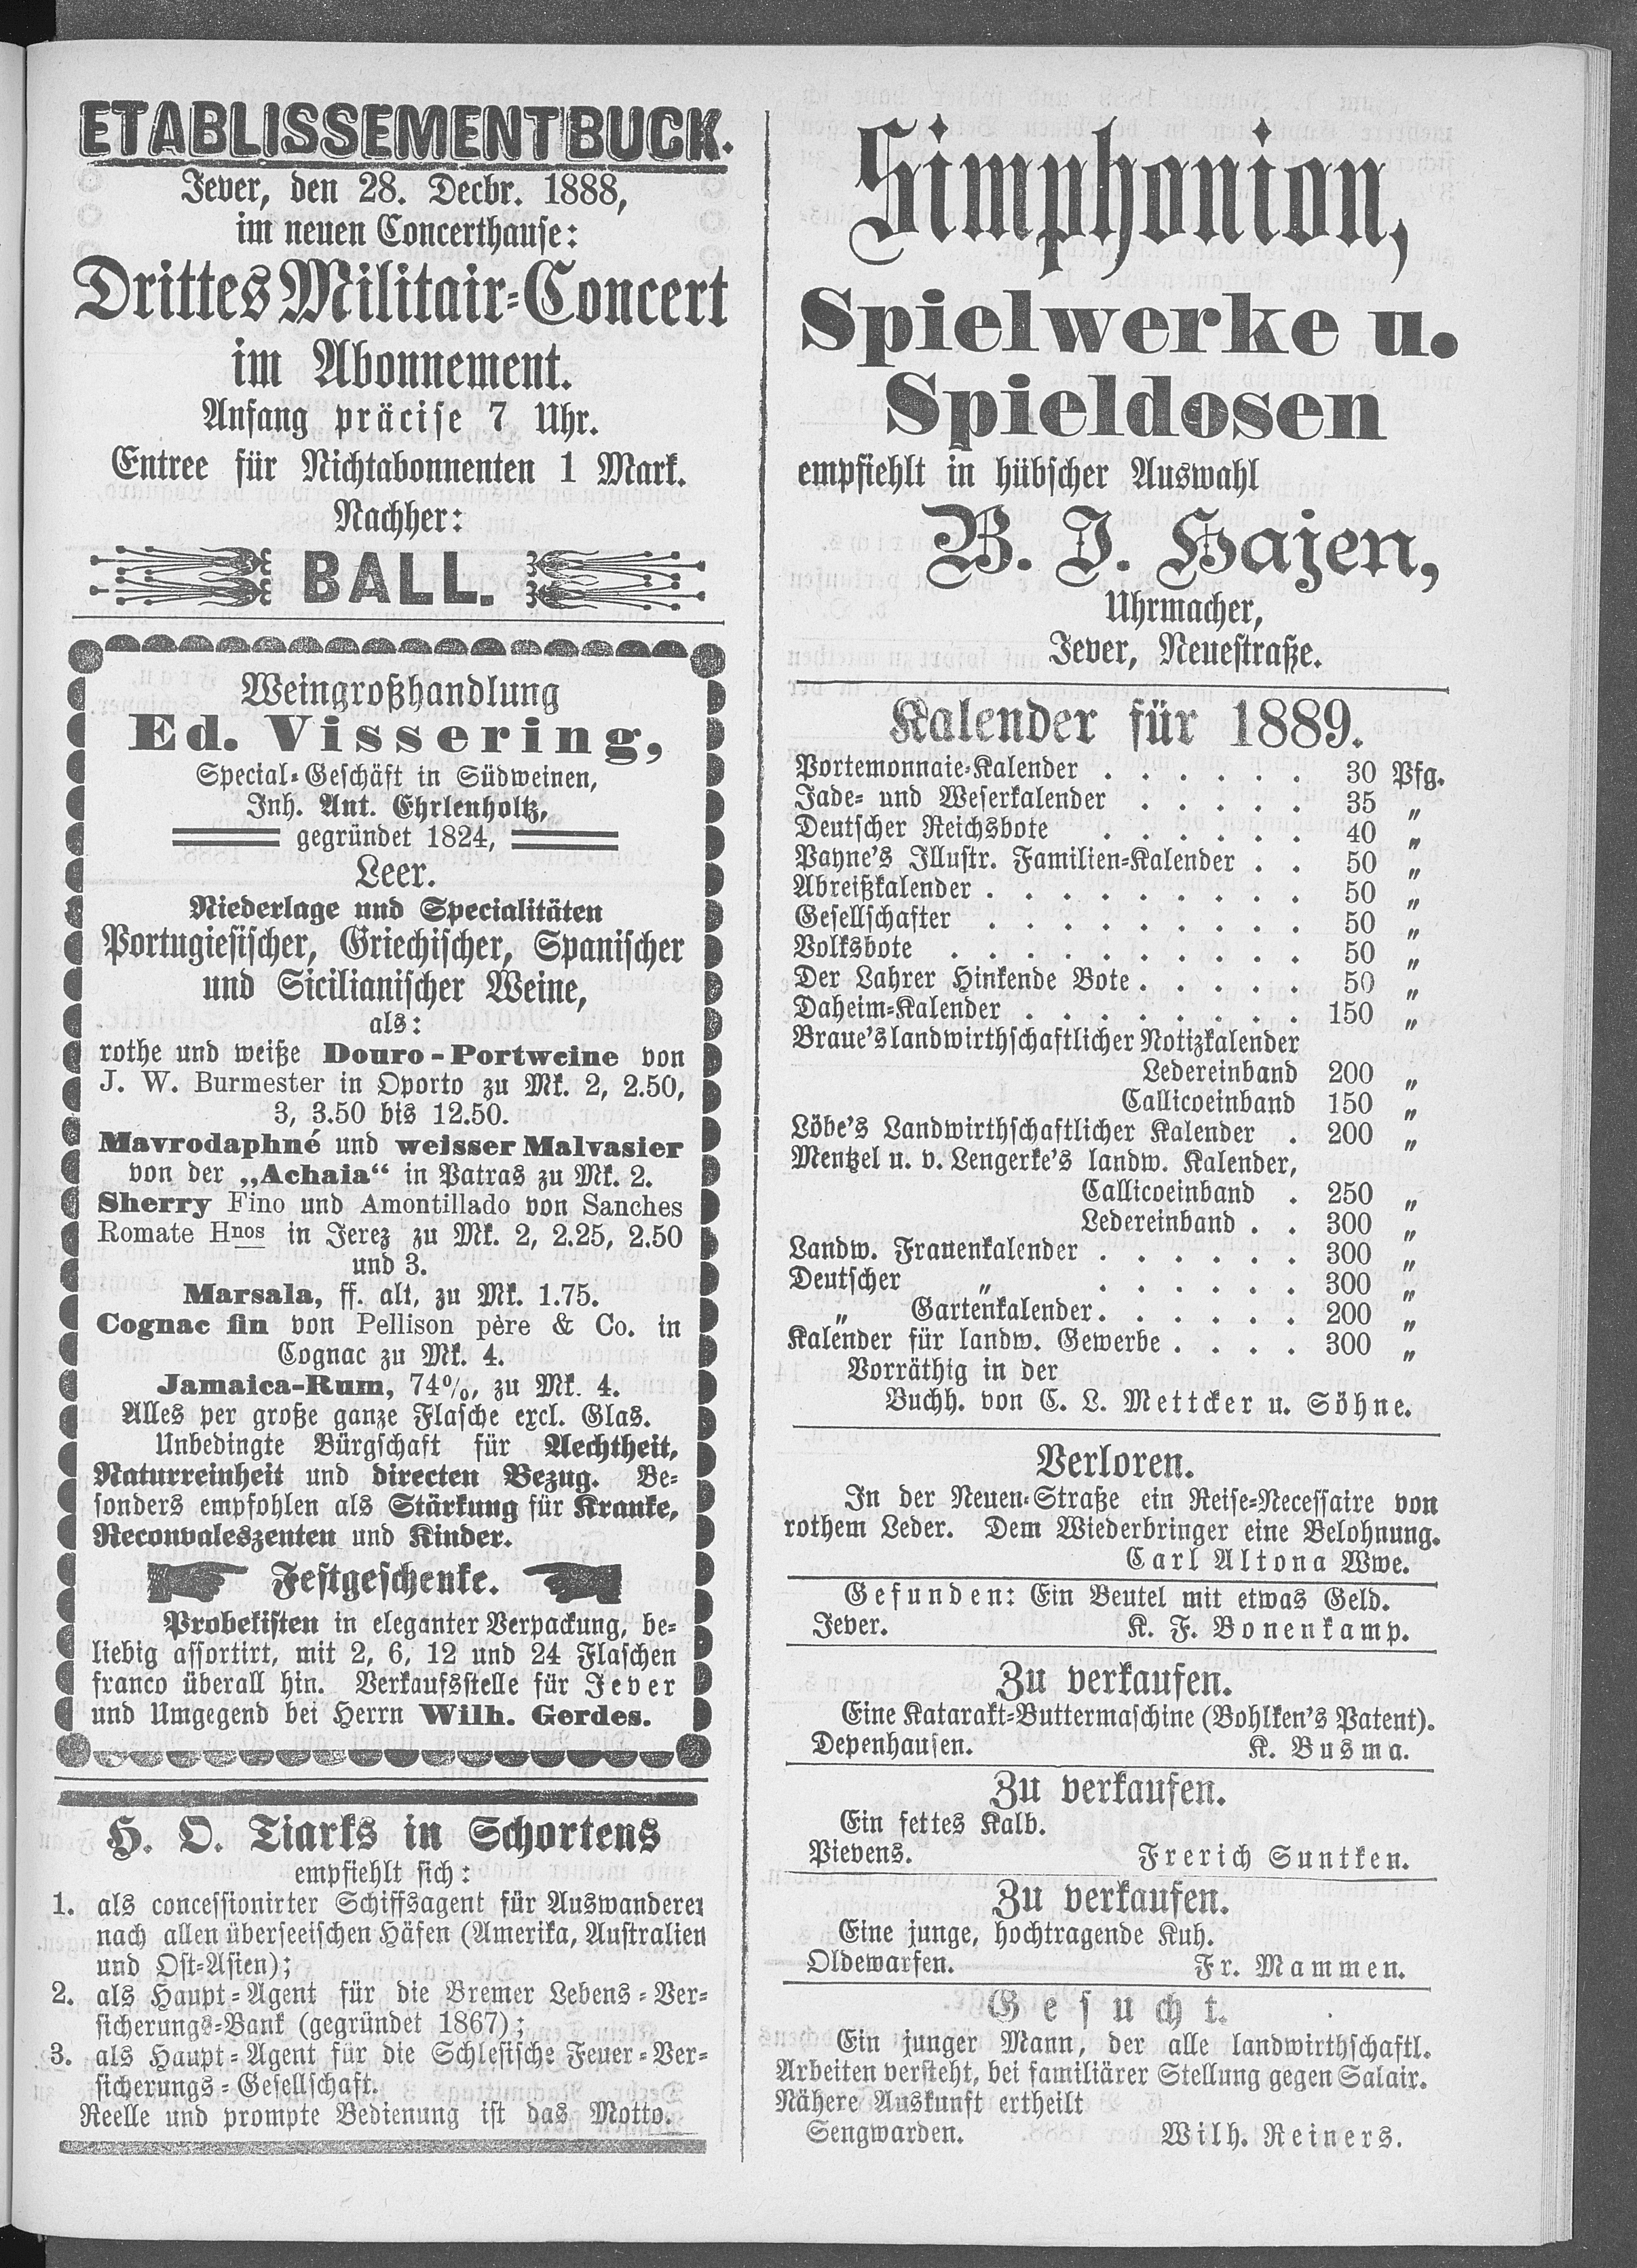 ETABLISSEMENT BUCK.
Jever, den 28. Decbr. 1888,
im neuen Concerthause:
Drittes Militair-Concert
im Abonnement.
Anfang präcise 7 Uhr.
Entree für Nichtabonnenten 1 Mark.
Nachher:
BALL.
Weingroßhandlung
Ed. Vissering,
Special-Geschäft in Südweinen,
Inh. Ant. Ehrlenholtz,
gegründet 1824,
Leer.
Niederlage und Specialitäten
Portugiesischer, Griechischer, Spanischer
und Sicilianischer Weine,
als:
rothe und weiße Douro-Portweine von
J. W. Burmester in Oporto zu Mk. 2, 2.50,
3, 3.50 bis 12.50.
Mavrodaphné und weisser Malvasier
von der „Achaia“ in Patras zu Mk. 2.
Sherry Fino und Amontillado von Sanches
Romate Hnos in Jerez zu Mk. 2, 2.25, 2.50
und 3.
Marsala, ff. alt, zu Mk. 1.75.
Cognac fin von Pellison père & Co. in
Cognac zu Mk. 4.
Jamaica-Rum, 74%, zu Mk. 4.
Alles per große ganze Flasche excl. Glas.
Unbedingte Bürgschaft für Aechtheit,
Naturreinheit und directen Bezug. Be-
sonders empfohlen als Stärkung für Kranke,
Reconvaleszenten und Kinder.
Festgeschenke.
Probekisten in eleganter Verpackung, be-
liebig assortirt, mit 2, 6, 12 und 24 Flaschen
franco überall hin. Verkaufsstelle für Jever
und Umgegend bei Herrn Wilh. Gerdes.
H. O. Tiarks in Schortens
empfiehlt sich:
1. als concessionirter Schiffsagent für Auswanderer
nach allen überseeischen Häfen (Amerika, Australien
und Ost-Asien);
2. als Haupt-Agent für die Bremer Lebens-Ver-
sicherungs-Bank (gegründet 1867);
3. als Haupt-Agent für die Schlesische Feuer-Ver-
sicherungs-Gesellschaft.
Reelle und prompte Bedienung ist das Motto.
Simphonion,
Spielwerke u.
Spieldosen
empfiehlt in hübscher Auswahl
B. J. Hajen,
Uhrmacher,
Jever, Neuestraße.
Kalender für 1889.
Portemonnaie-Kalender . . . . . . 30 Pfg.
Jade- und Weserkalender . . . . . 35 „
Deutscher Reichsbote . . . . . . 40 „
Payne's Illustr. Familien-Kalender . . 50 „
Abreißkalender . . . . . . . . . 50 „
Gesellschafter . . . . . . . . . 50 „
Volksbote . . . . . . . . . . 50 „
Der Lahrer Hinkende Bote . . . . . 50 „
Daheim-Kalender . . . . . . . . 150 „
Braue's landwirthschaftlicher Notizkalender
Ledereinband 200 „
Callicoeinband 150 „
Löbe's Landwirthschaftlicher Kalender . 200 „
Mentzel u. v. Lengerke's landw. Kalender,
Callicoeinband . 250 „
Ledereinband . . 300 „
Landw. Frauenkalender . . . . . . 300 „
Deutscher „ . . . . . . 300 „
„ Gartenkalender . . . . . . 200 „
Kalender für landw. Gewerbe . . . . 300 „
Vorräthig in der
Buchh. von C. L. Mettcker u. Söhne.
Verloren.
In der Neuen-Straße ein Reise-Necessaire von
rothem Leder. Dem Wiederbringer eine Belohnung.
Carl Altona Wwe.
Gefunden: Ein Beutel mit etwas Geld.
Jever. K. F. Bonenkamp.
Zu verkaufen.
Eine Katarakt-Buttermaschine (Bohlken's Patent).
Depenhausen. K. Busma.
Zu verkaufen.
Ein fettes Kalb.
Pievens. Frerich Suntken.
Zu verkaufen.
Eine junge, hochtragende Kuh.
Oldewarfen. Fr. Mammen.
Gesucht.
Ein junger Mann, der alle landwirthschaftl.
Arbeiten versteht, bei familiärer Stellung gegen Salair.
Nähere Auskunft ertheilt
Sengwarden. Wilh. Reiners.